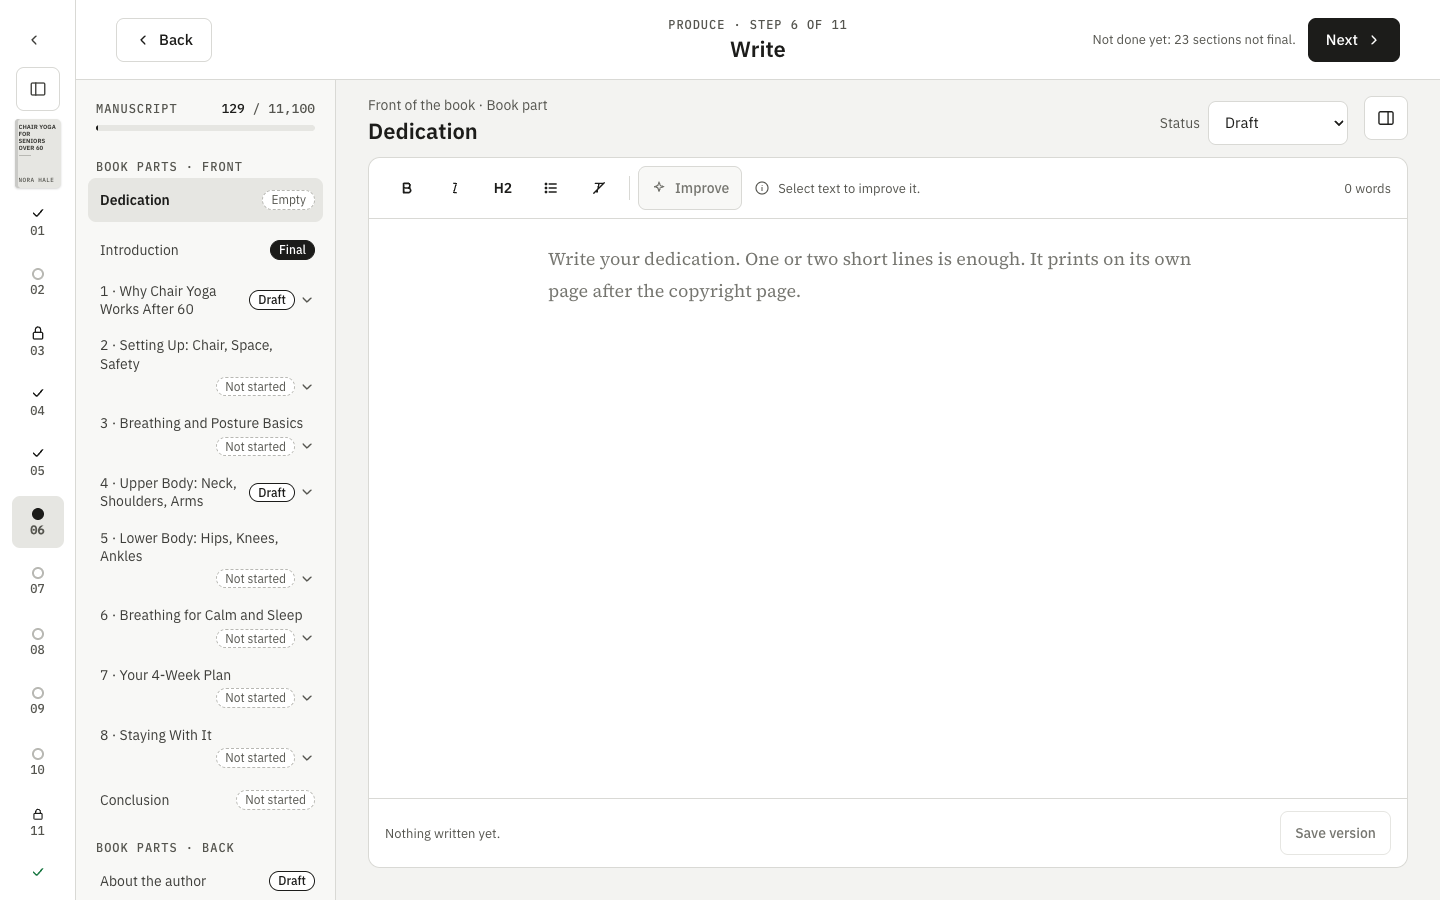 Back
PRODUCE · STEP 6 OF 11
Write
Not done yet: 23 sections not final.
Next
CHAIR YOGA
FOR
SENIORS
OVER 60
NORA HALE
01
02
03
04
05
06
07
08
09
10
11
MANUSCRIPT 129 / 11,100
BOOK PARTS · FRONT
Dedication Empty
Introduction Final
1 · Why Chair Yoga
Works After 60
Draft
2 · Setting Up: Chair, Space,
Safety
Not started
3 · Breathing and Posture Basics
Not started
4 · Upper Body: Neck,
Shoulders, Arms
Draft
5 · Lower Body: Hips, Knees,
Ankles
Not started
6 · Breathing for Calm and Sleep
Not started
7 · Your 4-Week Plan
Not started
8 · Staying With It
Not started
Conclusion Not started
BOOK PARTS · BACK
About the author Draft
Front of the book · Book part
Dedication
Status Draft
B I H2 T Improve Select text to improve it. 0 words
Write your dedication. One or two short lines is enough. It prints on its own
page after the copyright page.
Nothing written yet.
Save version